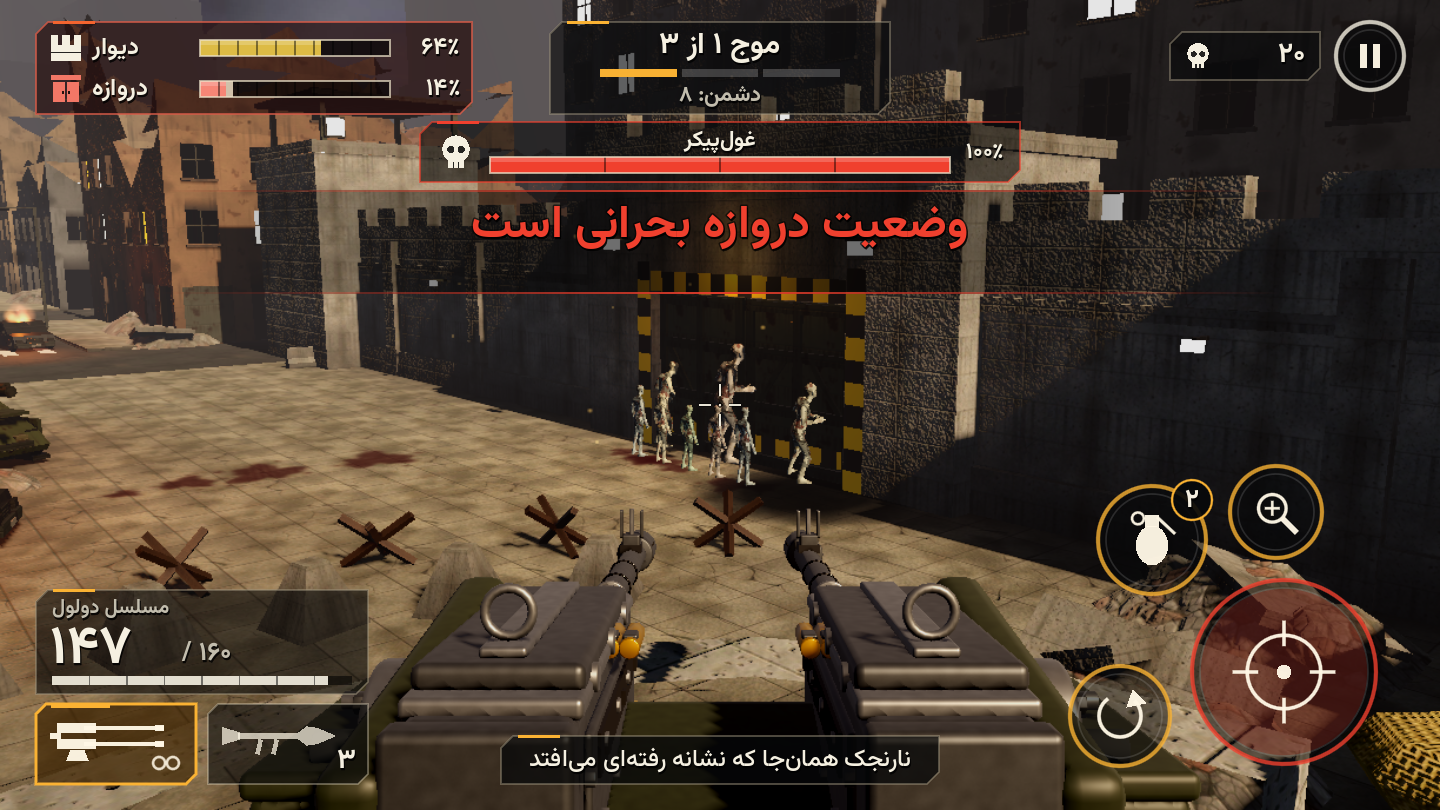 دیوار ۶۴٪
دروازه ۱۴٪
موج ۱ از ۳
دشمن: ۸
۲۰
غول‌پیکر ۱۰۰٪
وضعیت دروازه بحرانی است
۲
مسلسل دولول
۱۴۷ / ۱۶۰
∞
۳
نارنجک همان‌جا که نشانه رفته‌ای می‌افتد